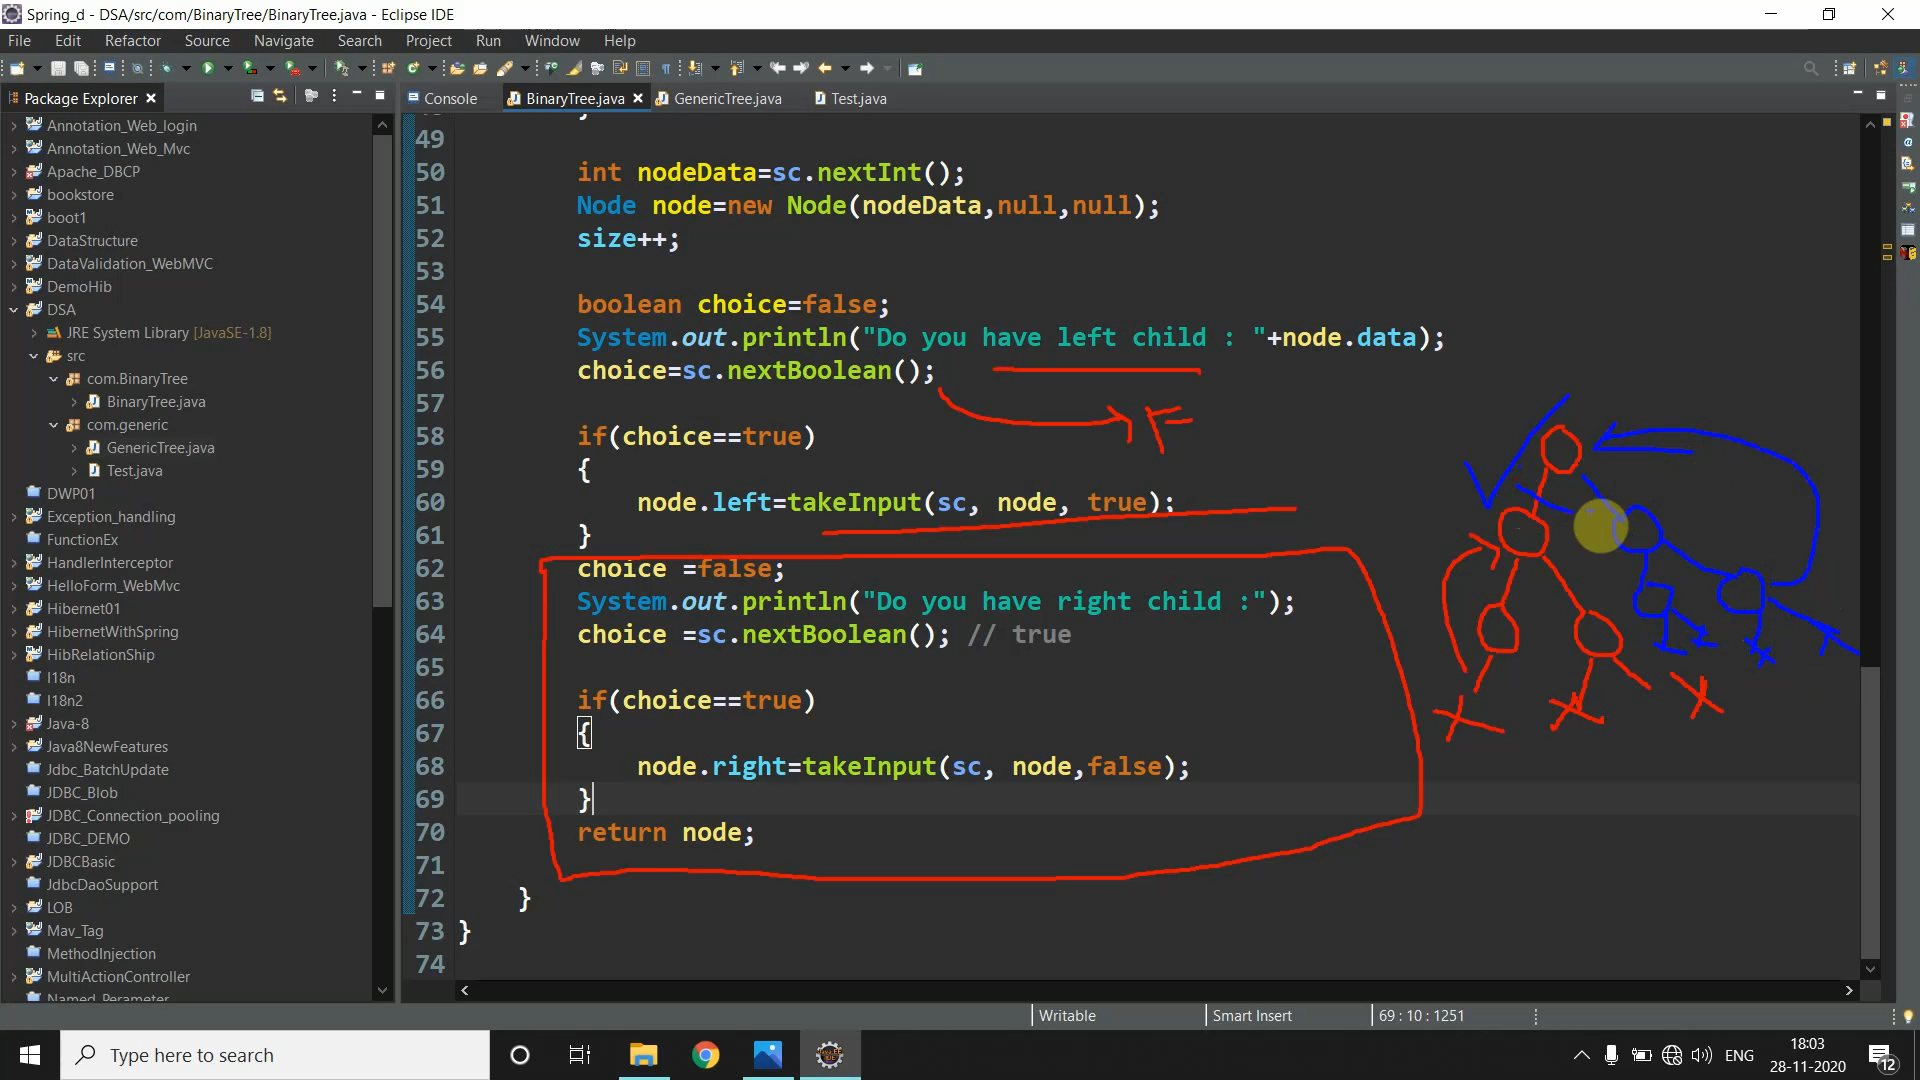 Spring_d - DSA/src/com/BinaryTree/BinaryTree.java - Eclipse IDE
File Edit Refactor Source Navigate Search Project Run Window Help
Package Explorer
Console
BinaryTree.java
GenericTree.java
Test.java
Annotation_Web_login
Annotation_Web_Mvc
Apache_DBCP
bookstore
boot1
DataStructure
DataValidation_WebMVC
DemoHib
DSA
JRE System Library [JavaSE-1.8]
src
com.BinaryTree
BinaryTree.java
com.generic
GenericTree.java
Test.java
DWP01
Exception_handling
FunctionEx
HandlerInterceptor
HelloForm_WebMvc
Hibernet01
HibernetWithSpring
HibRelationShip
I18n
I18n2
Java-8
Java8NewFeatures
Jdbc_BatchUpdate
JDBC_Blob
JDBC_Connection_pooling
JDBC_DEMO
JDBCBasic
JdbcDaoSupport
LOB
Mav_Tag
MethodInjection
MultiActionController
Named_Perameter
49
50 int nodeData=sc.nextInt();
51 Node node=new Node(nodeData,null,null);
52 size++;
53
54 boolean choice=false;
55 System.out.println("Do you have left child : "+node.data);
56 choice=sc.nextBoolean();
57
F
58 if(choice==true)
59 {
60 node.left=takeInput(sc, node, true);
61 }
62 choice =false;
63 System.out.println("Do you have right child :");
64 choice =sc.nextBoolean(); // true
65
66 if(choice==true)
67 {
68 node.right=takeInput(sc, node,false);
69 }
70 return node;
71
72 }
73 }
74
Writable
Smart Insert
69 : 10 : 1251
Type here to search
ENG
18:03
28-11-2020
12